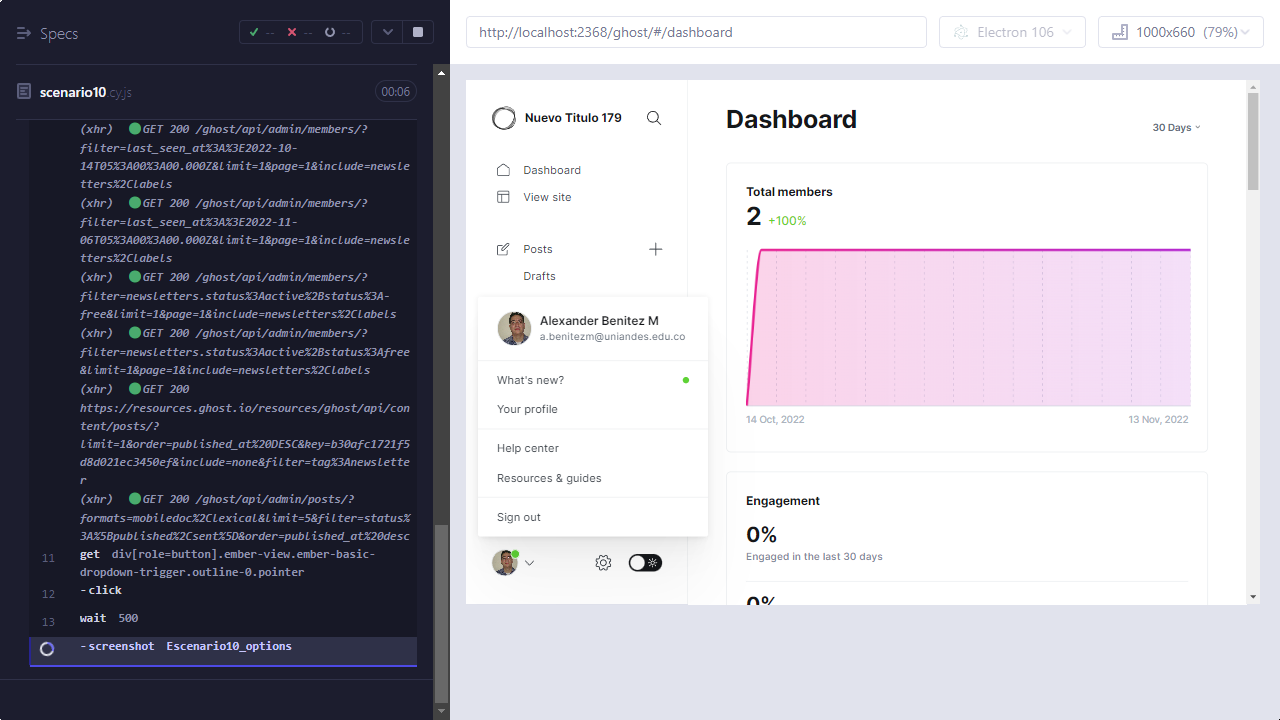 Specs
--
--
--
scenario10.cy.js
00:06
(xhr) GET 200 /ghost/api/admin/members/?
filter=last_seen_at%3A%3E2022-10-
14T05%3A00%3A00.000Z&limit=1&page=1&include=newsle
tters%2Clabels
(xhr) GET 200 /ghost/api/admin/members/?
filter=last_seen_at%3A%3E2022-11-
06T05%3A00%3A00.000Z&limit=1&page=1&include=newsle
tters%2Clabels
(xhr) GET 200 /ghost/api/admin/members/?
filter=newsletters.status%3Aactive%2Bstatus%3A-
free&limit=1&page=1&include=newsletters%2Clabels
(xhr) GET 200 /ghost/api/admin/members/?
filter=newsletters.status%3Aactive%2Bstatus%3Afree
&limit=1&page=1&include=newsletters%2Clabels
(xhr) GET 200
https://resources.ghost.io/resources/ghost/api/con
tent/posts/?
limit=1&order=published_at%20DESC&key=b30afc1721f5
d8d021ec3450ef&include=none&filter=tag%3Anewslette
r
(xhr) GET 200 /ghost/api/admin/posts/?
formats=mobiledoc%2Clexical&limit=5&filter=status%
3A%5Bpublished%2Csent%5D&order=published_at%20desc
11 get div[role=button].ember-view.ember-basic-
dropdown-trigger.outline-0.pointer
12 -click
13 wait 500
-screenshot Escenario10_options
http://localhost:2368/ghost/#/dashboard
Electron 106
1000x660 (79%)
Nuevo Titulo 179
Dashboard
View site
Posts
Drafts
Alexander Benitez M
a.benitezm@uniandes.edu.co
What's new?
Your profile
Help center
Resources & guides
Sign out
Dashboard
30 Days
Total members
2 +100%
14 Oct, 2022
13 Nov, 2022
Engagement
0%
Engaged in the last 30 days
0%